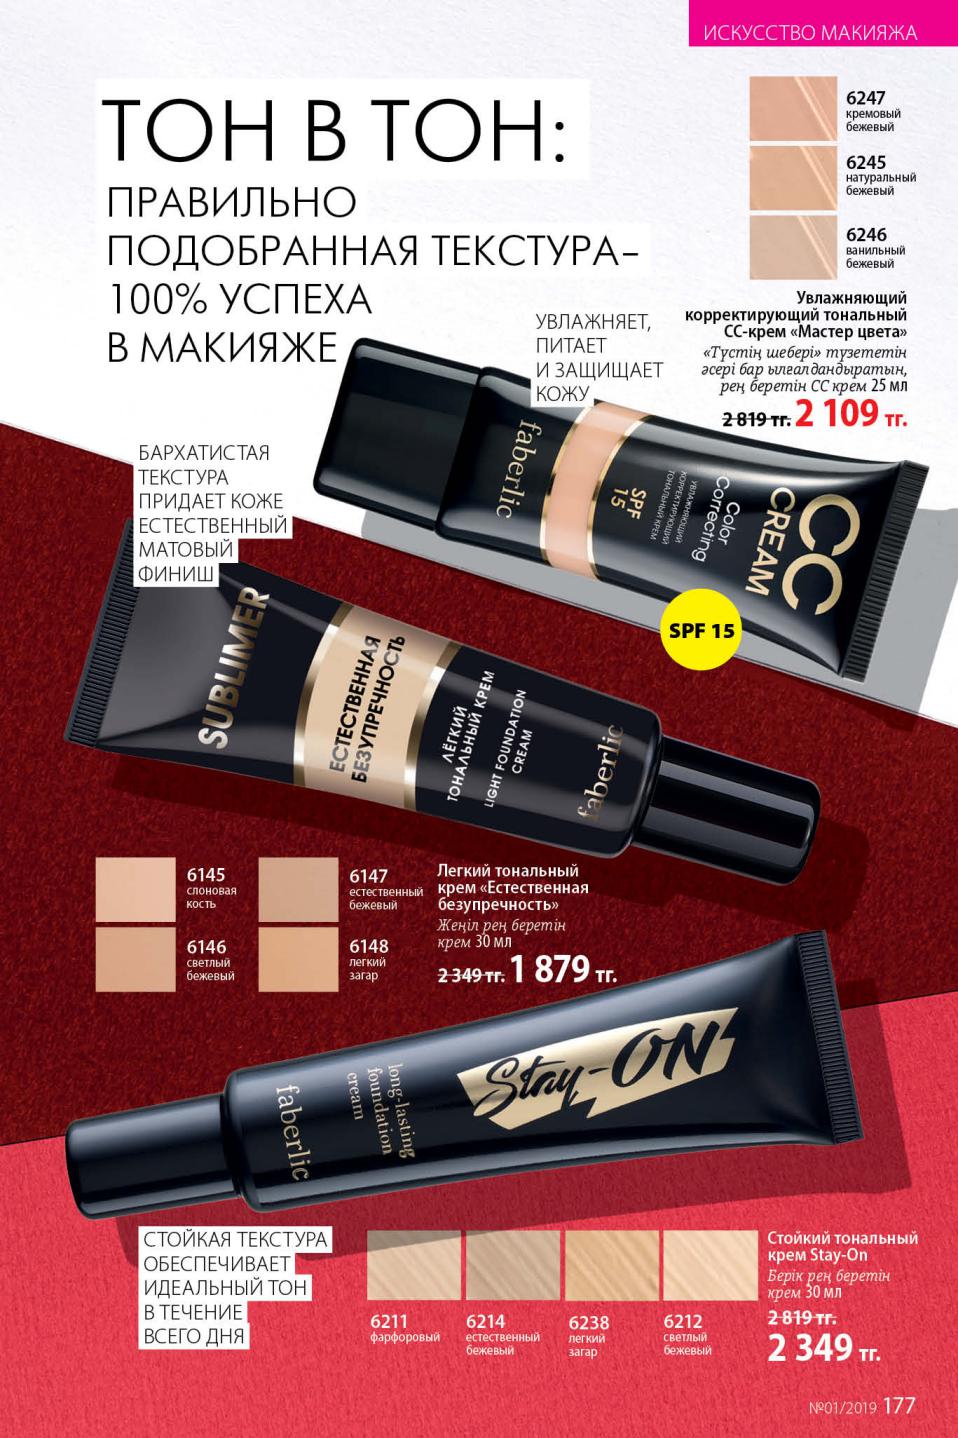 ИСКУССТВО МАКИЯЖА
ТОН В ТОН:
ПРАВИЛЬНО
ПОДОБРАННАЯ ТЕКСТУРА–
100% УСПЕХА
В МАКИЯЖЕ
6247
кремовый
бежевый
6245
натуральный
бежевый
6246
ванильный
бежевый
Увлажняющий
корректирующий тональный
CC-крем «Мастер цвета»
«Түстің шебері» түзететін
әсері бар ылғалдандыратын,
рең беретін CC крем 25 мл
2 819 тг. 2 109 тг.
УВЛАЖНЯЕТ,
ПИТАЕТ
И ЗАЩИЩАЕТ
КОЖУ
faberlic
SPF
15
УВЛАЖНЯЮЩИЙ
КОРРЕКТИРУЮЩИЙ
ТОНАЛЬНЫЙ КРЕМ
Color
Correcting
CC
CREAM
SPF 15
БАРХАТИСТАЯ
ТЕКСТУРА
ПРИДАЕТ КОЖЕ
ЕСТЕСТВЕННЫЙ
МАТОВЫЙ
ФИНИШ
SUBLIMER
ЕСТЕСТВЕННАЯ
БЕЗУПРЕЧНОСТЬ
ЛЁГКИЙ
ТОНАЛЬНЫЙ КРЕМ
LIGHT FOUNDATION
CREAM
faberlic
6145
слоновая
кость
6147
естественный
бежевый
6146
светлый
бежевый
6148
легкий
загар
Легкий тональный
крем «Естественная
безупречность»
Жеңіл рең беретін
крем 30 мл
2 349 тг. 1 879 тг.
Stay-ON
long-lasting
foundation
cream
faberlic
СТОЙКАЯ ТЕКСТУРА
ОБЕСПЕЧИВАЕТ
ИДЕАЛЬНЫЙ ТОН
В ТЕЧЕНИЕ
ВСЕГО ДНЯ
6211
фарфоровый
6214
естественный
бежевый
6238
легкий
загар
6212
светлый
бежевый
Стойкий тональный
крем Stay-On
Берік рең беретін
крем 30 мл
2 819 тг.
2 349 тг.
№01/2019 177